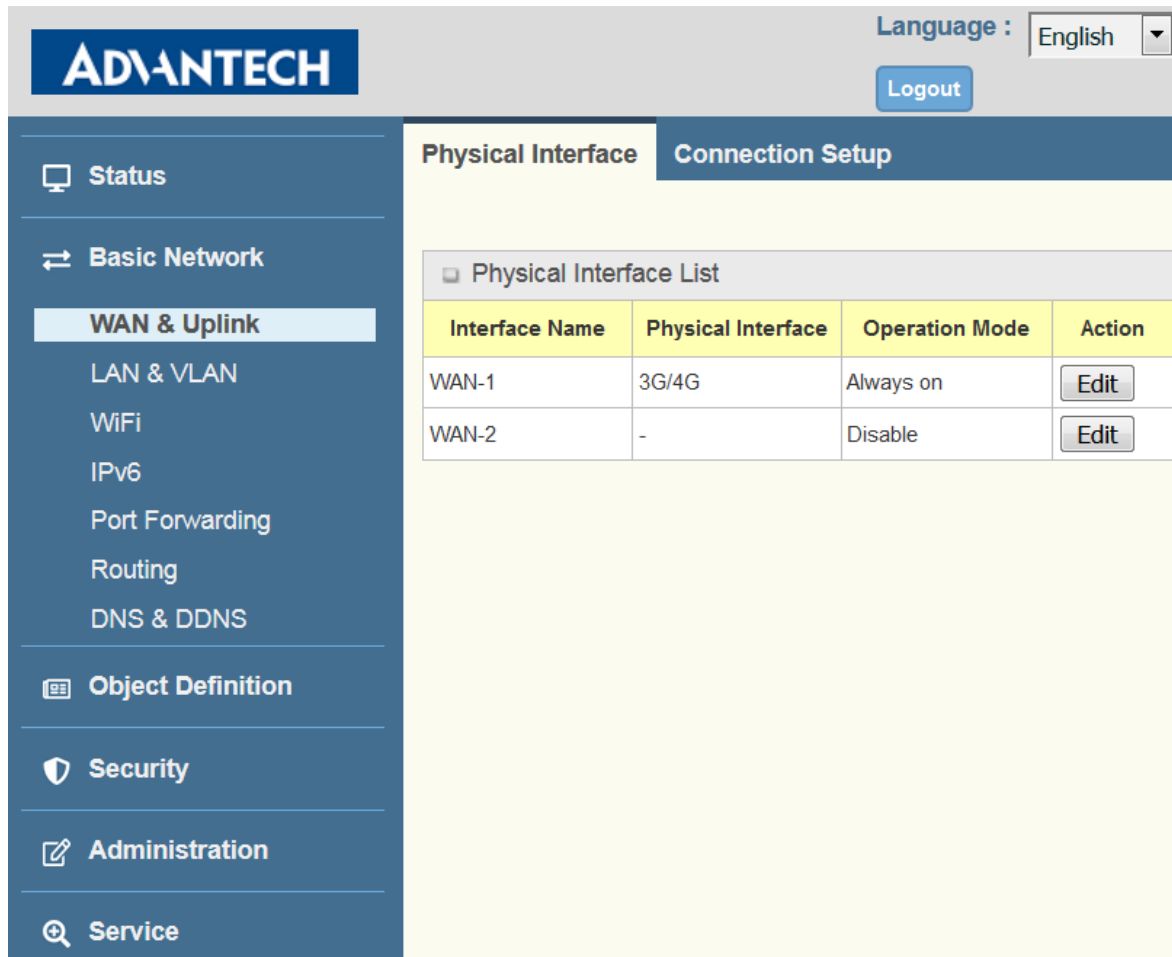 ADVANTECH
Language :
English
Logout
Status
Basic Network
WAN & Uplink
LAN & VLAN
WiFi
IPv6
Port Forwarding
Routing
DNS & DDNS
Object Definition
Security
Administration
Service
Physical Interface
Connection Setup
Physical Interface List
Interface Name Physical Interface Operation Mode Action
WAN-1 3G/4G Always on Edit
WAN-2 - Disable Edit